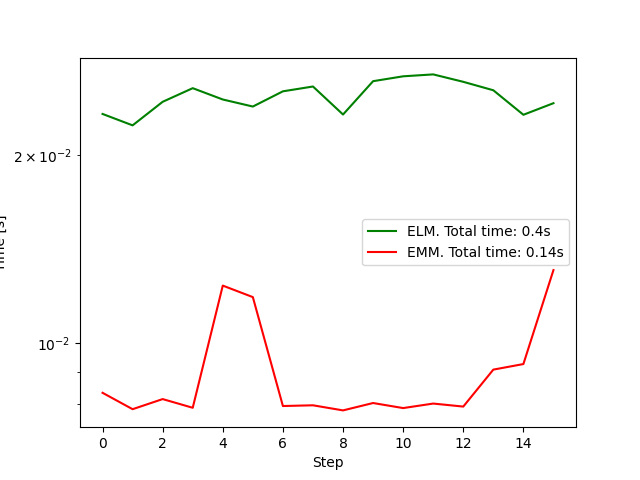 2 × 10⁻²
10⁻²
Time [s]
ELM. Total time: 0.4s
EMM. Total time: 0.14s
0 2 4 6 8 10 12 14
Step